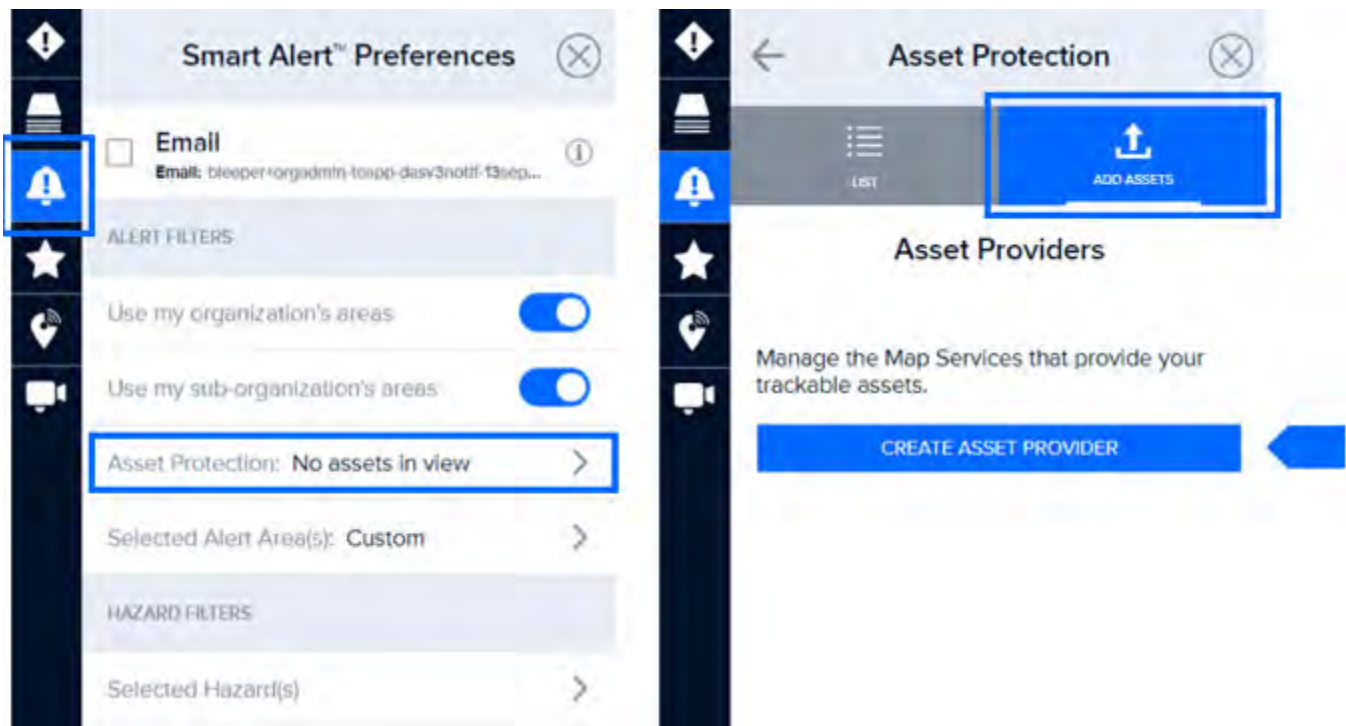 Smart Alert™ Preferences
Email
Email:
ALERT FILTERS
Use my organization's areas
Use my sub-organization's areas
Asset Protection: No assets in view
Selected Alert Area(s): Custom
HAZARD FILTERS
Selected Hazard(s)
Asset Protection
LIST
ADD ASSETS
Asset Providers
Manage the Map Services that provide your
trackable assets.
CREATE ASSET PROVIDER